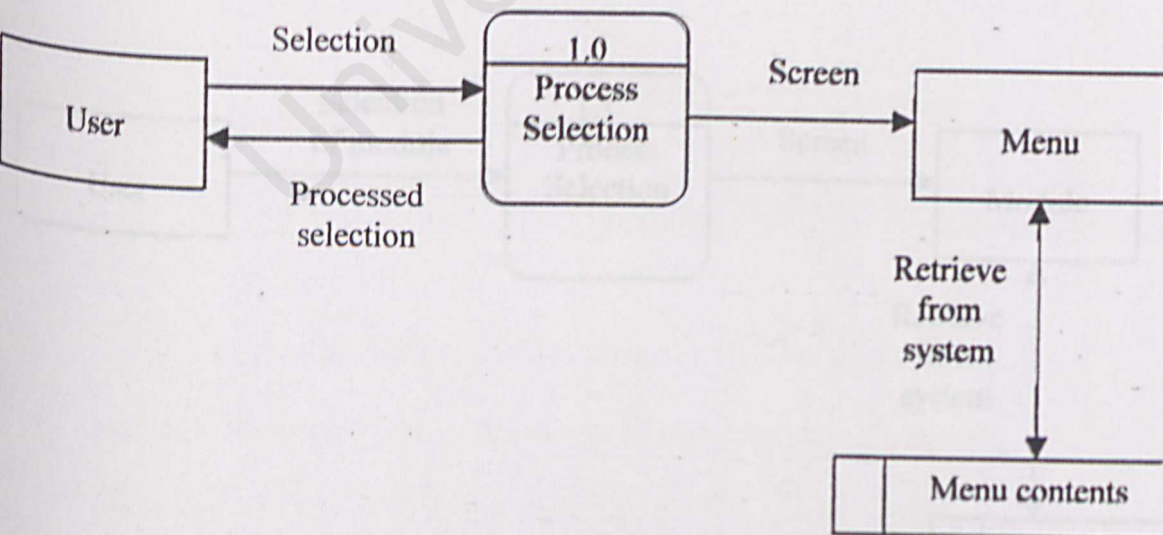 Selection
1.0
Process
Selection
Screen
User
Menu
Processed
selection
Retrieve
from
system
Menu contents